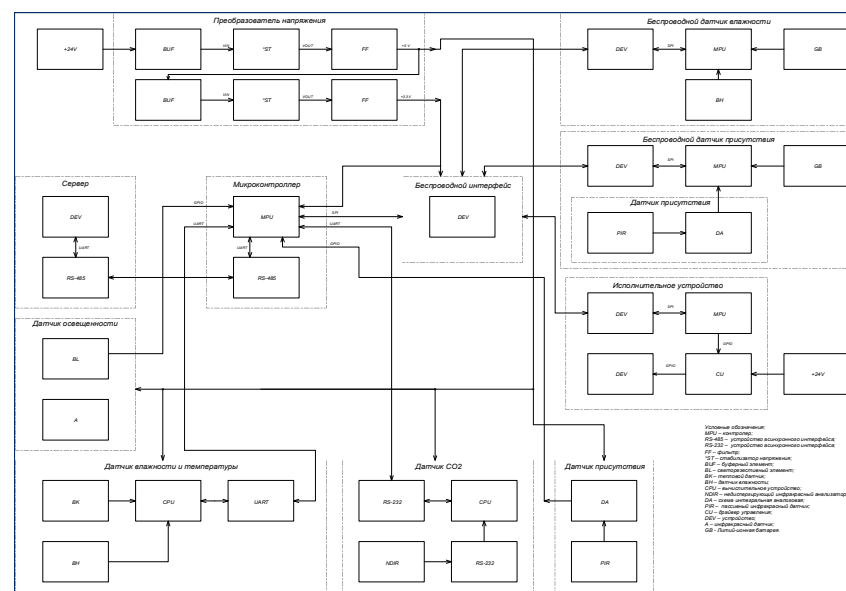 Преобразователь напряжения
+24V
BUF
VIN
*ST
VOUT
FF
+5 V
BUF
VIN
*ST
VOUT
FF
+3.3 V
Беспроводной датчик влажности
DEV
SPI
MPU
GB
BH
Беспроводной датчик присутствия
DEV
SPI
MPU
GB
Датчик присутствия
PIR
DA
Сервер
DEV
UART
RS-485
Микроконтроллер
GPIO
UART
MPU
SPI
UART
GPIO
UART
RS-485
Беспроводной интерфейс
DEV
Исполнительное устройство
DEV
SPI
MPU
GPIO
DEV
GPIO
CU
+24V
Датчик освещенности
BL
A
Датчик влажности и температуры
BK
CPU
UART
BH
Датчик CO2
RS-232
CPU
NDIR
RS-232
Датчик присутствия
DA
PIR
Условные обозначения:
MPU – контролер;
RS-485 – устройство асинхронного интерфейса;
RS-232 – устройство асинхронного интерфейса;
FF – фильтр;
*ST – стабилизатор напряжения;
BUF – буферный элемент;
BL – светорезистивный элемент;
BK – тепловой датчик;
BH – датчик влажности;
CPU – вычислительное устройство;
NDIR – недисперсирующий инфракрасный анализатор
DA – схема интегральная аналоговая;
PIR – пассивный инфракрасный датчик;
CU – драйвер управления;
DEV – устройство;
A – инфракрасный датчик;
GB - Литий-ионная батарея.